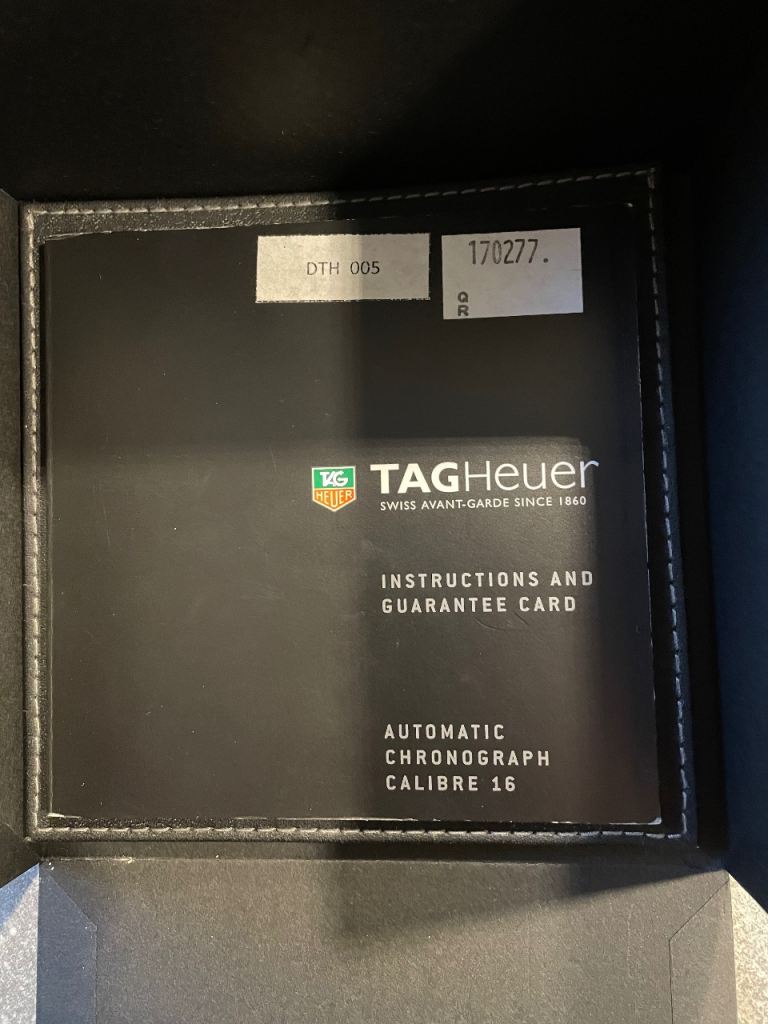 DTH 005
170277.
QR
TAG
HEUER
TAGHeuer
SWISS AVANT-GARDE SINCE 1860
INSTRUCTIONS AND
GUARANTEE CARD
AUTOMATIC
CHRONOGRAPH
CALIBRE 16